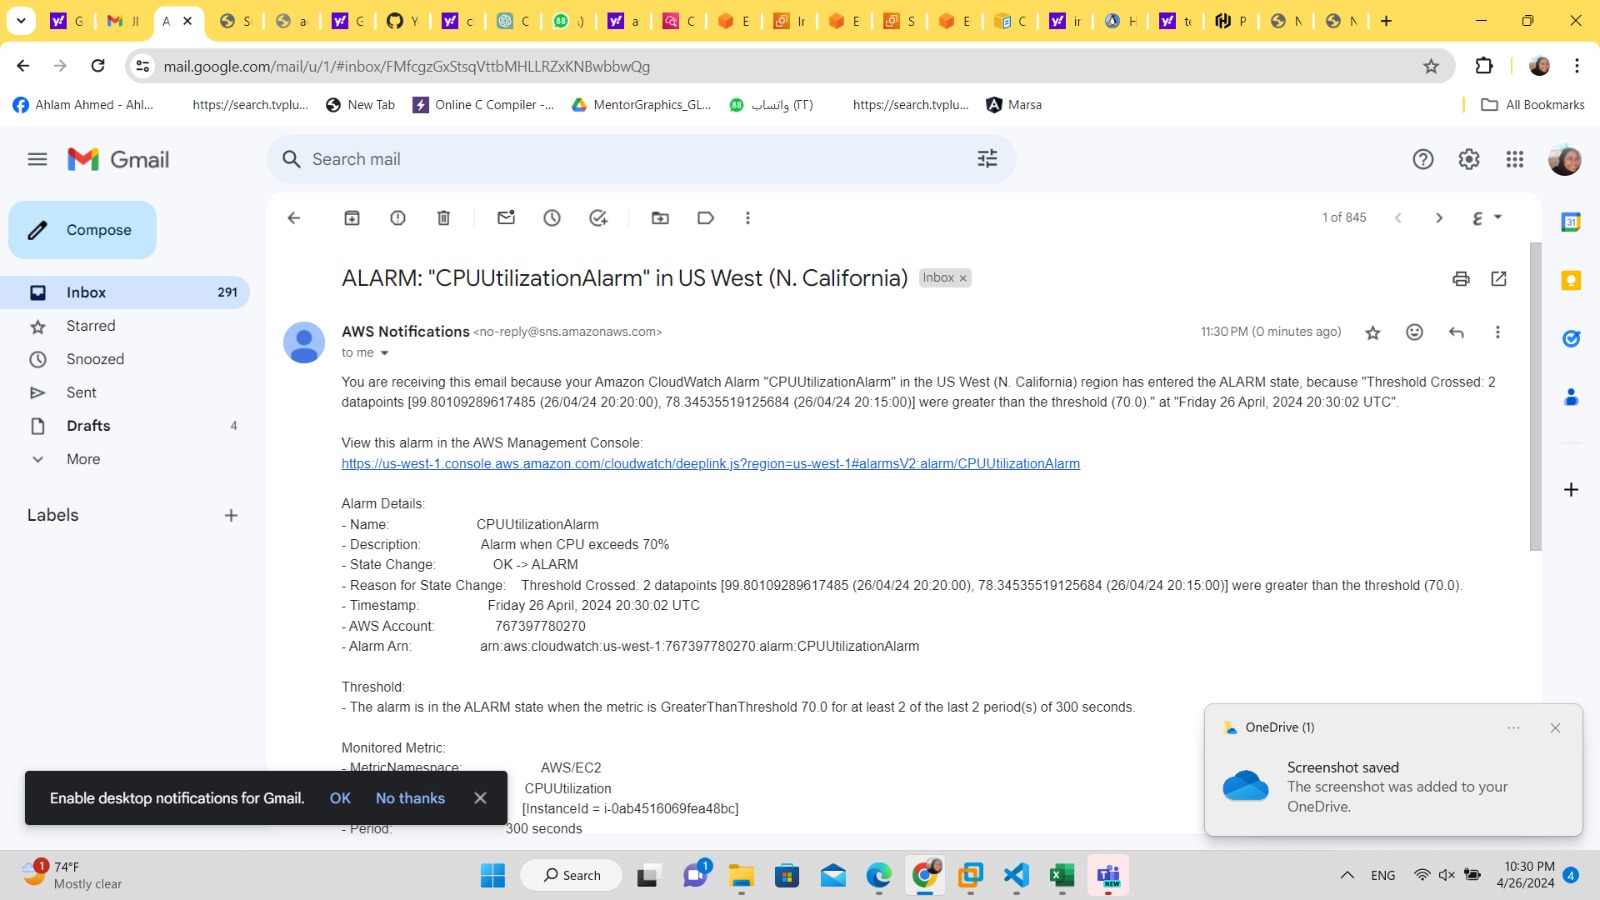 G
JI
A
S
a
G
Y
c
C
A
C
E
Ir
E
S
E
C
ir
H
te
P
N
N
mail.google.com/mail/u/1/#inbox/FMfcgzGxStsqVttbMHLLRZxKNBwbbwQg
Ahlam Ahmed - Ahl...
https://search.tvplu...
New Tab
Online C Compiler -...
MentorGraphics_GL...
واتساب (٢٣)
https://search.tvplu...
Marsa
All Bookmarks
Gmail
Search mail
Compose
1 of 845
Inbox 291
Starred
Snoozed
Sent
Drafts 4
More
Labels
ALARM: "CPUUtilizationAlarm" in US West (N. California) Inbox
AWS Notifications <no-reply@sns.amazonaws.com> 11:30 PM (0 minutes ago)
to me
You are receiving this email because your Amazon CloudWatch Alarm "CPUUtilizationAlarm" in the US West (N. California) region has entered the ALARM state, because "Threshold Crossed: 2
datapoints [99.80109289617485 (26/04/24 20:20:00), 78.34535519125684 (26/04/24 20:15:00)] were greater than the threshold (70.0)." at "Friday 26 April, 2024 20:30:02 UTC".
View this alarm in the AWS Management Console:
https://us-west-1.console.aws.amazon.com/cloudwatch/deeplink.js?region=us-west-1#alarmsV2:alarm/CPUUtilizationAlarm
Alarm Details:
- Name: CPUUtilizationAlarm
- Description: Alarm when CPU exceeds 70%
- State Change: OK -> ALARM
- Reason for State Change: Threshold Crossed: 2 datapoints [99.80109289617485 (26/04/24 20:20:00), 78.34535519125684 (26/04/24 20:15:00)] were greater than the threshold (70.0).
- Timestamp: Friday 26 April, 2024 20:30:02 UTC
- AWS Account: 767397780270
- Alarm Arn: arn:aws:cloudwatch:us-west-1:767397780270:alarm:CPUUtilizationAlarm
Threshold:
- The alarm is in the ALARM state when the metric is GreaterThanThreshold 70.0 for at least 2 of the last 2 period(s) of 300 seconds.
Monitored Metric:
- MetricNamespace: AWS/EC2
CPUUtilization
[InstanceId = i-0ab4516069fea48bc]
- Period: 300 seconds
Enable desktop notifications for Gmail. OK No thanks
OneDrive (1)
Screenshot saved
The screenshot was added to your
OneDrive.
1
74°F
Mostly clear
Search
1
NEW
ENG
10:30 PM
4/26/2024
4